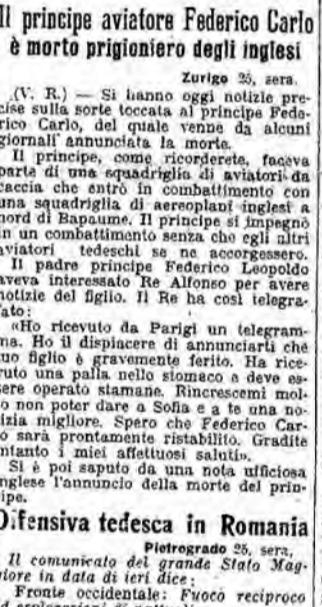 Il principe aviatore Federico Carlo
è morto prigioniero degli inglesi
Zurigo 25, sera.
(V. R.) — Si hanno oggi notizie pre-
cise sulla sorte toccata al principe Fede-
rico Carlo, del quale venne da alcuni
giornali annunciata la morte.
Il principe, come ricorderete, faceva
parte di una squadriglia di aviatori da
caccia che entrò in combattimento con
una squadriglia di aeroplani inglesi a
nord di Bapaume. Il principe si impegnò
in un combattimento senza che egli altri
aviatori tedeschi se ne accorgessero.
Il padre principe Federico Leopoldo
aveva interessato Re Alfonso per avere
notizie del figlio. Il Re ha così telegra-
fato:
«Ho ricevuto da Parigi un telegram-
ma. Ho il dispiacere di annunciarti che
tuo figlio è gravemente ferito. Ha rice-
vuto una palla nello stomaco e deve es-
sere operato stamane. Rincrescemi mol-
to non poter dare a Sofia e a te una no-
tizia migliore. Spero che Federico Car-
lo sarà prontamente ristabilito. Gradite
intanto i miei affettuosi saluti».
Si è poi saputo da una nota ufficiosa
inglese l'annuncio della morte del prin-
cipe.
Difensiva tedesca in Romania
Pietrogrado 25, sera,
Il comunicato del grande Stato Mag-
giore in data di ieri dice:
Fronte occidentale: Fuoco reciproco